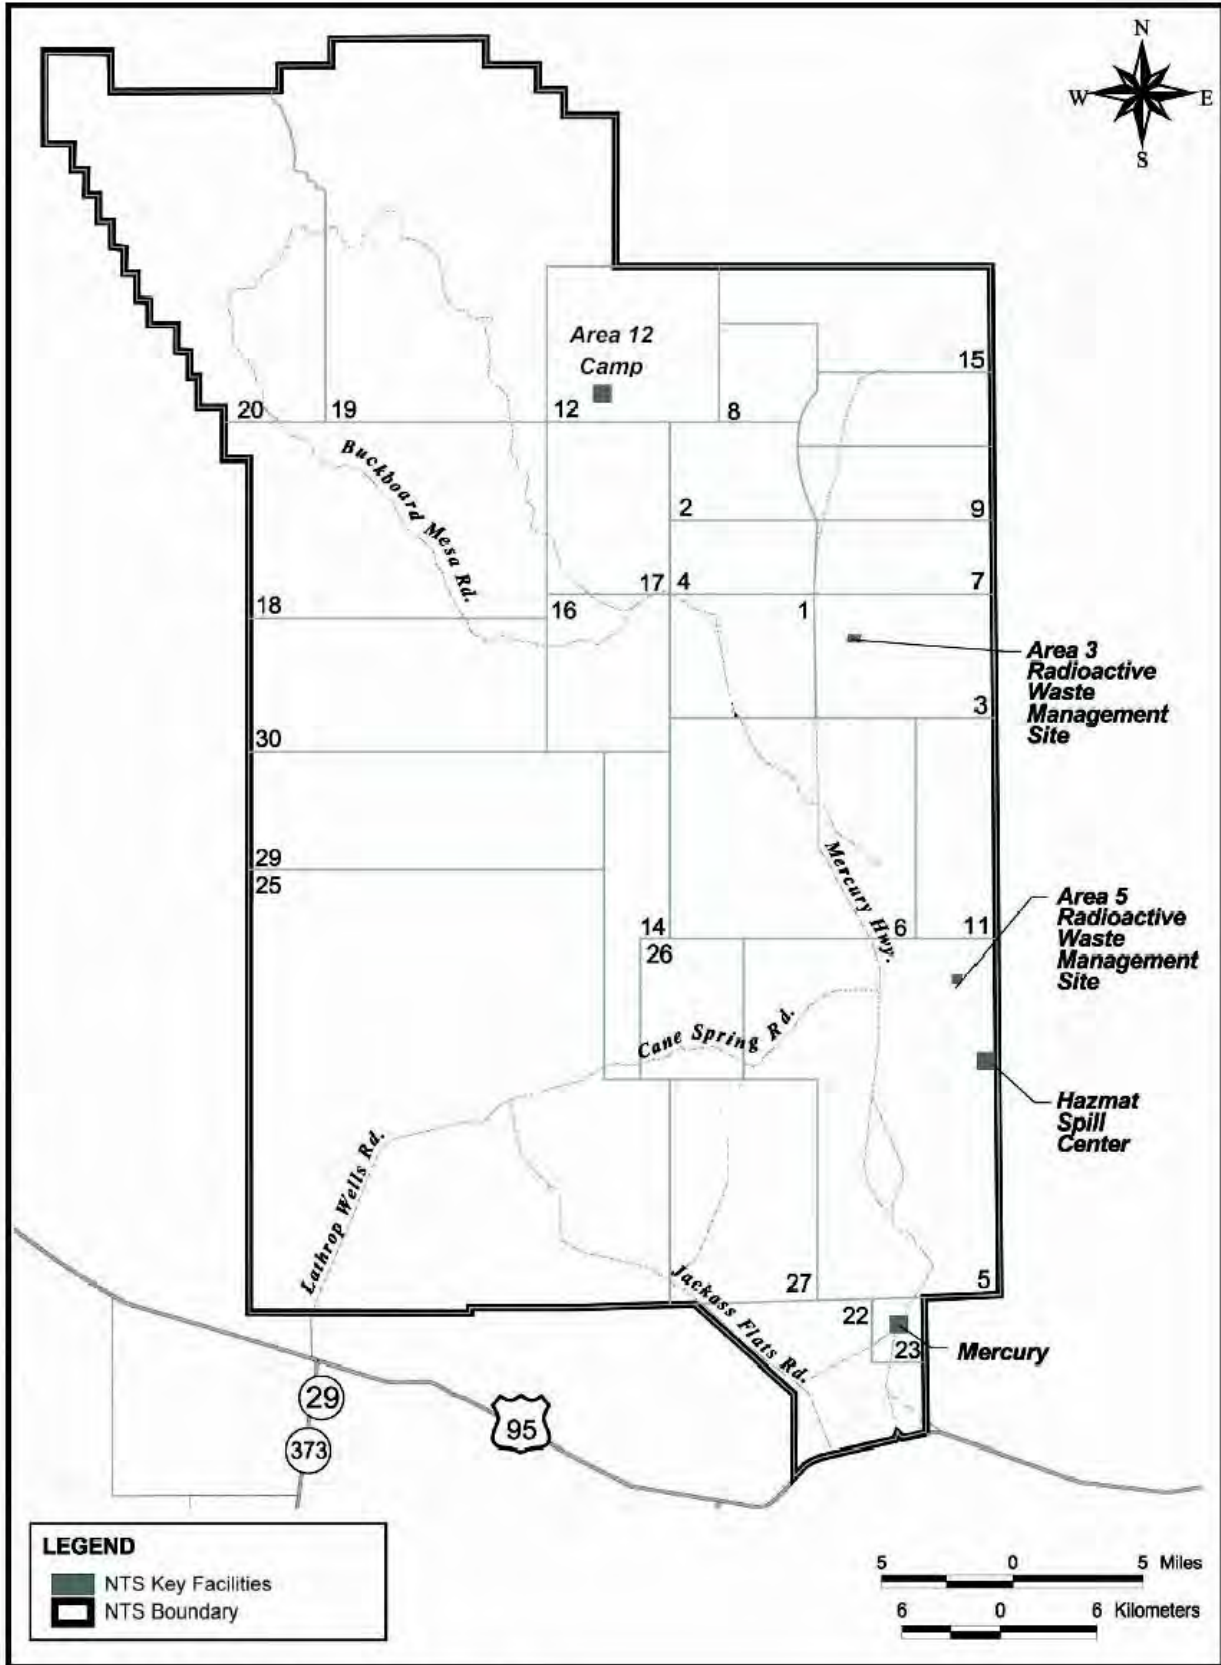 N
W E
S
Area 12
Camp
15
20
19
12
8
Buckboard Mesa Rd.
2
9
17
4
7
18
16
1
Area 3
Radioactive
Waste
Management
Site
3
30
29
25
Mercury Hwy.
14
6
11
26
Area 5
Radioactive
Waste
Management
Site
Cane Spring Rd.
Hazmat
Spill
Center
Lathrop Wells Rd.
Jackass Flats Rd.
27
5
22
23
Mercury
29
95
373
LEGEND
NTS Key Facilities
NTS Boundary
5 0 5 Miles
6 0 6 Kilometers